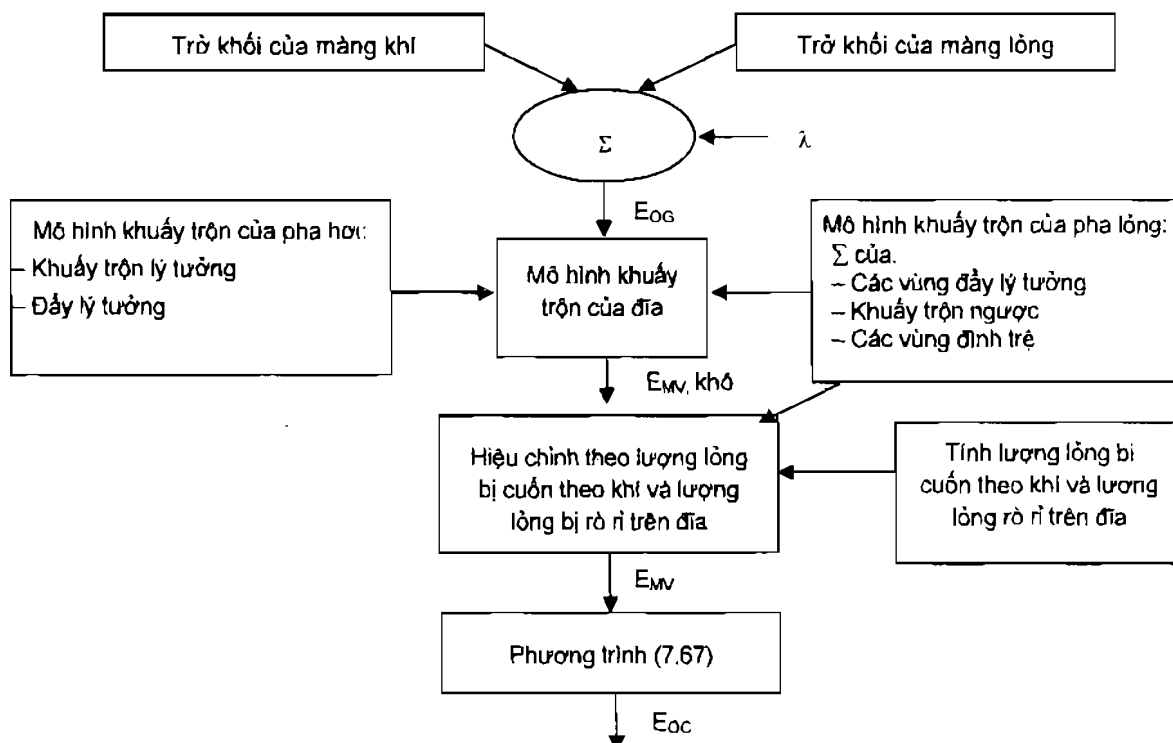 Trở khối của màng khí
Trở khối của màng lỏng
Σ
λ
E_OG
Mô hình khuấy trộn của pha hơi:
– Khuấy trộn lý tưởng
– Đẩy lý tưởng
Mô hình khuấy
trộn của đĩa
Mô hình khuấy trộn của pha lỏng:
Σ của.
– Các vùng đẩy lý tưởng
– Khuấy trộn ngược
– Các vùng đình trệ
E_MV, khô
Hiệu chỉnh theo lượng lỏng
bị cuốn theo khí và lượng
lỏng bị rò rỉ trên đĩa
Tính lượng lỏng bị
cuốn theo khí và lượng
lỏng rò rỉ trên đĩa
E_MV
Phương trình (7.67)
E_OC